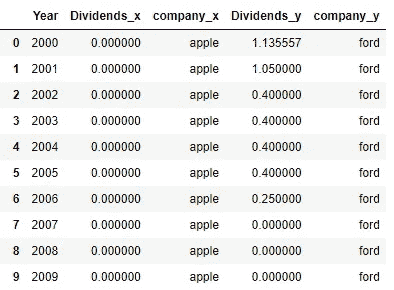 Year Dividends_x company_x Dividends_y company_y
0 2000 0.000000 apple 1.135557 ford
1 2001 0.000000 apple 1.050000 ford
2 2002 0.000000 apple 0.400000 ford
3 2003 0.000000 apple 0.400000 ford
4 2004 0.000000 apple 0.400000 ford
5 2005 0.000000 apple 0.400000 ford
6 2006 0.000000 apple 0.250000 ford
7 2007 0.000000 apple 0.000000 ford
8 2008 0.000000 apple 0.000000 ford
9 2009 0.000000 apple 0.000000 ford